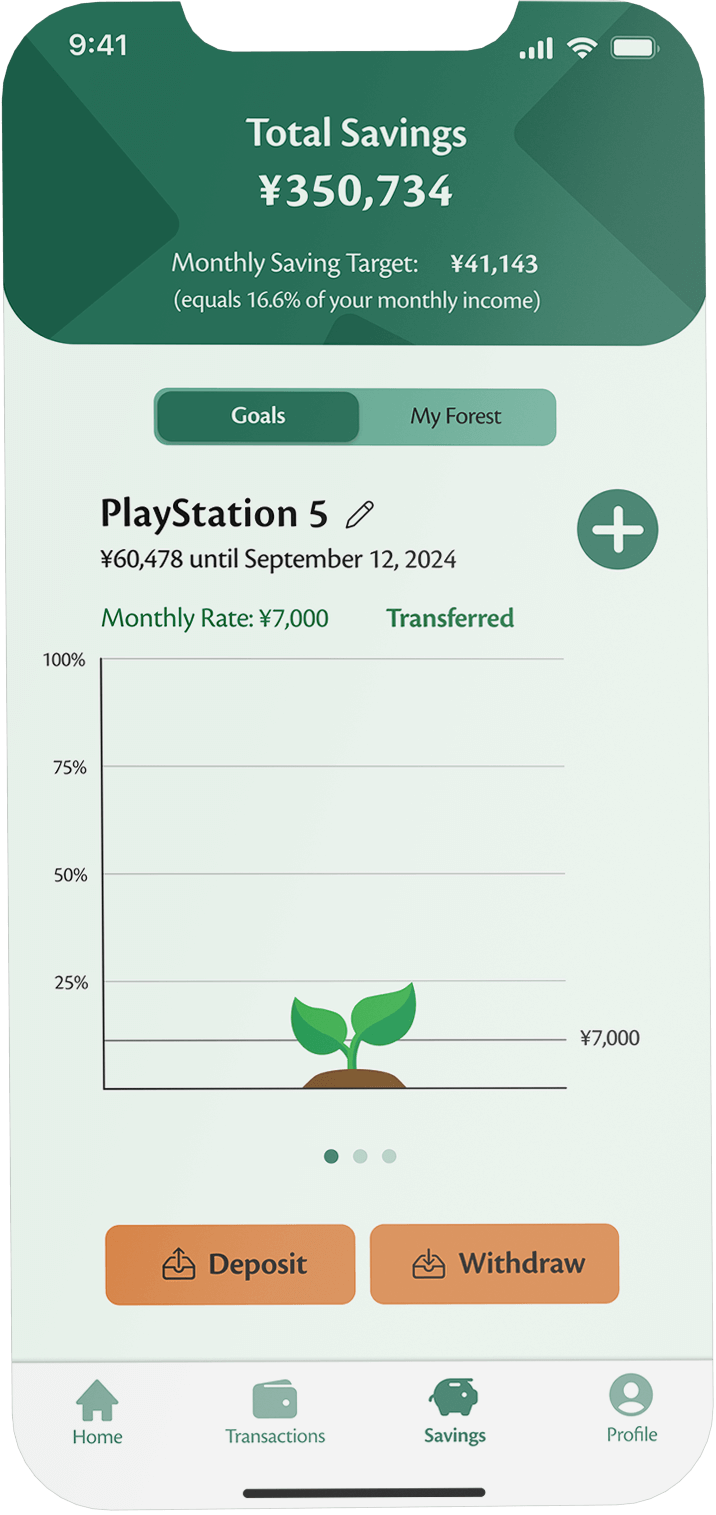 9:41
Total Savings
¥350,734
Monthly Saving Target: ¥41,143
(equals 16.6% of your monthly income)
Goals My Forest
PlayStation 5
¥60,478 until September 12, 2024
Monthly Rate: ¥7,000 Transferred
100%
75%
50%
25%
¥7,000
Deposit Withdraw
Home Transactions Savings Profile